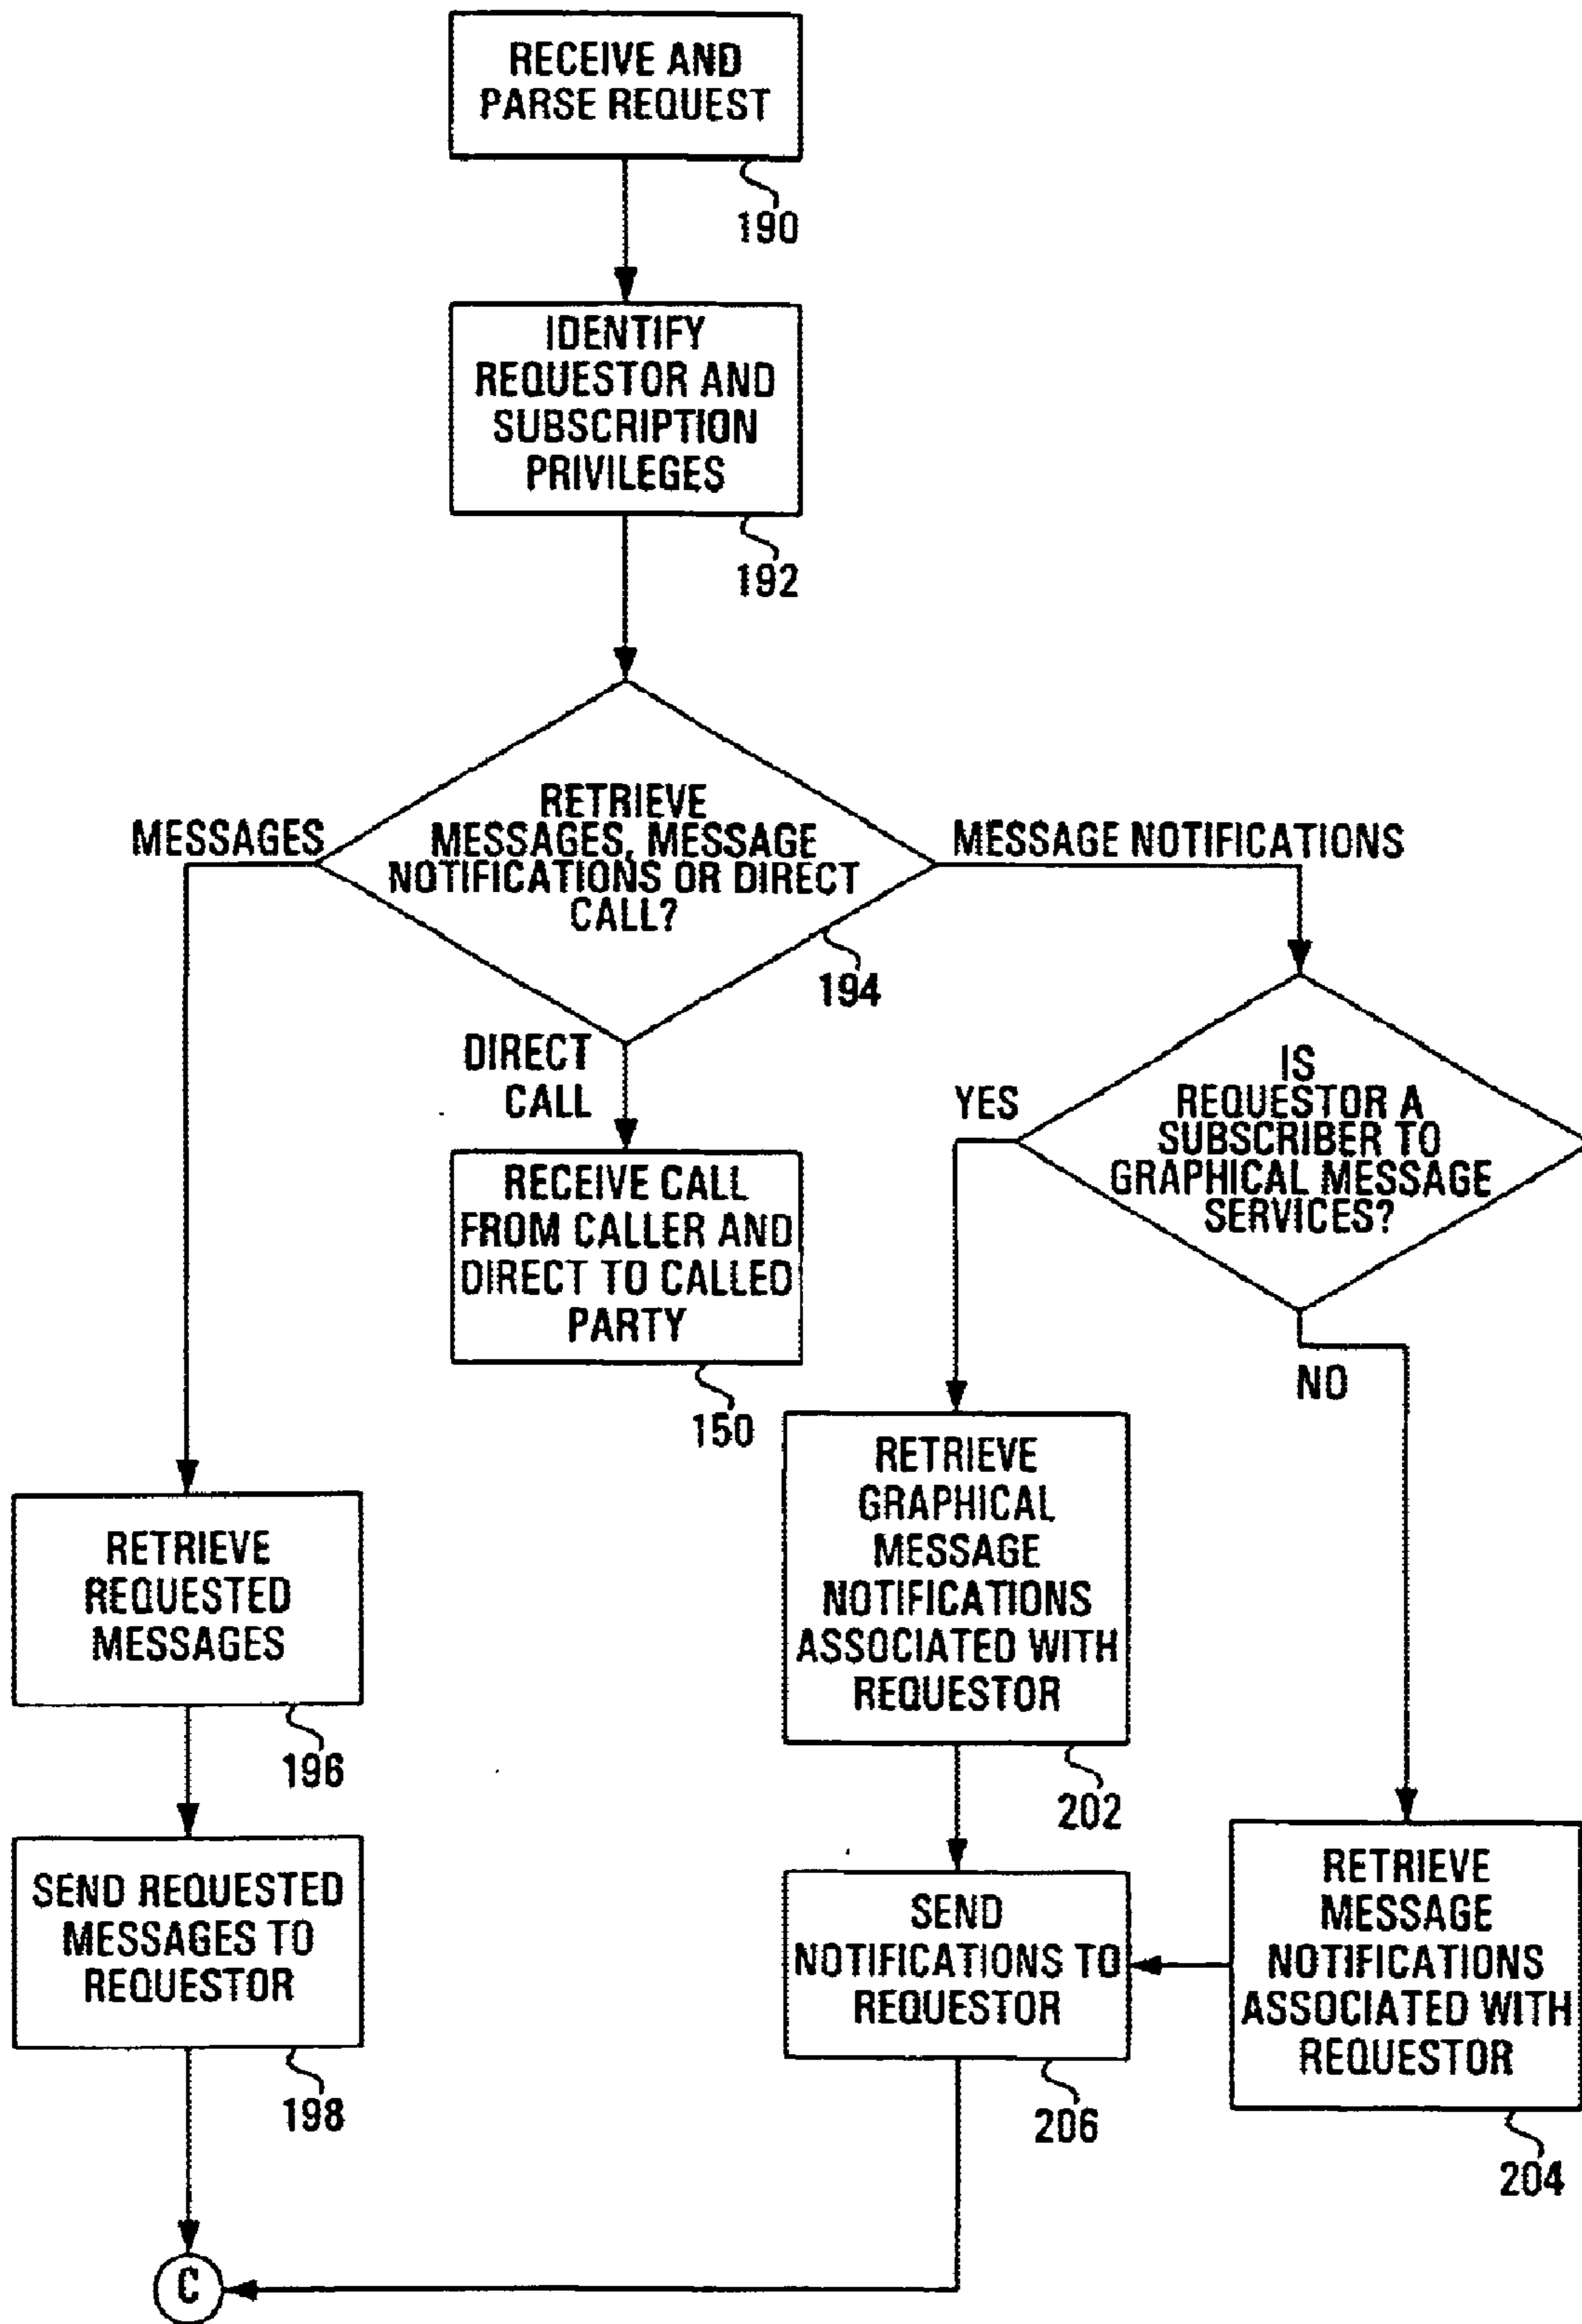 RECEIVE AND
PARSE REQUEST
190
IDENTIFY
REQUESTOR AND
SUBSCRIPTION
PRIVILEGES
192
RETRIEVE
MESSAGES, MESSAGE
NOTIFICATIONS OR DIRECT
CALL?
194
MESSAGES
MESSAGE NOTIFICATIONS
DIRECT
CALL
RECEIVE CALL
FROM CALLER AND
DIRECT TO CALLED
PARTY
150
IS
REQUESTOR A
SUBSCRIBER TO
GRAPHICAL MESSAGE
SERVICES?
YES
NO
RETRIEVE
REQUESTED
MESSAGES
196
SEND REQUESTED
MESSAGES TO
REQUESTOR
198
RETRIEVE
GRAPHICAL
MESSAGE
NOTIFICATIONS
ASSOCIATED WITH
REQUESTOR
202
SEND
NOTIFICATIONS TO
REQUESTOR
206
RETRIEVE
MESSAGE
NOTIFICATIONS
ASSOCIATED WITH
REQUESTOR
204
C